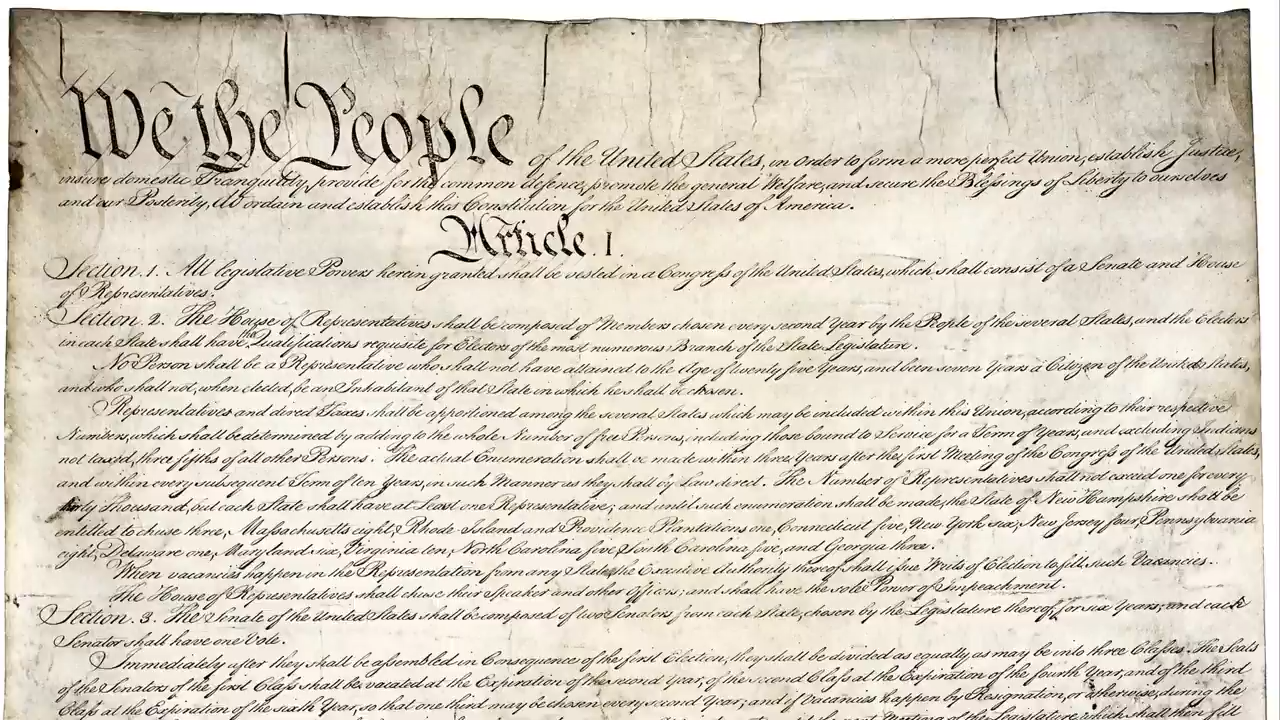 We the People of the United States, in Order to form a more perfect Union, establish Justice,
insure domestic Tranquility, provide for the common defence, promote the general Welfare, and secure the Blessings of Liberty to ourselves
and our Posterity, do ordain and establish this Constitution for the United States of America.
Article. I.
Section. 1. All legislative Powers herein granted shall be vested in a Congress of the United States, which shall consist of a Senate and House
of Representatives.
Section. 2. The House of Representatives shall be composed of Members chosen every second Year by the People of the several States, and the Electors
in each State shall have the Qualifications requisite for Electors of the most numerous Branch of the State Legislature.
No Person shall be a Representative who shall not have attained to the Age of twenty five Years, and been seven Years a Citizen of the United States,
and who shall not, when elected, be an Inhabitant of that State in which he shall be chosen.
Representatives and direct Taxes shall be apportioned among the several States which may be included within this Union, according to their respective
Numbers, which shall be determined by adding to the whole Number of free Persons, including those bound to Service for a Term of Years, and excluding Indians
not taxed, three fifths of all other Persons. The actual Enumeration shall be made within three Years after the first Meeting of the Congress of the United States,
and within every subsequent Term of ten Years, in such Manner as they shall by Law direct. The Number of Representatives shall not exceed one for every
thirty Thousand, but each State shall have at Least one Representative; and until such enumeration shall be made, the State of New Hampshire shall be
entitled to chuse three, Massachusetts eight, Rhode Island and Providence Plantations one, Connecticut five, New York six, New Jersey four, Pennsylvania
eight, Delaware one, Maryland six, Virginia ten, North Carolina five, South Carolina five, and Georgia three.
When vacancies happen in the Representation from any State, the Executive Authority thereof shall issue Writs of Election to fill such Vacancies.
The House of Representatives shall chuse their Speaker and other Officers; and shall have the sole Power of Impeachment.
Section. 3. The Senate of the United States shall be composed of two Senators from each State, chosen by the Legislature thereof, for six Years; and each
Senator shall have one Vote.
Immediately after they shall be assembled in Consequence of the first Election, they shall be divided as equally as may be into three Classes. The Seats
of the Senators of the first Class shall be vacated at the Expiration of the second Year, of the second Class at the Expiration of the fourth Year, and of the third
Class at the Expiration of the sixth Year, so that one third may be chosen every second Year; and if Vacancies happen by Resignation, or otherwise, during the
next Meeting of the Legislature, which shall then fill